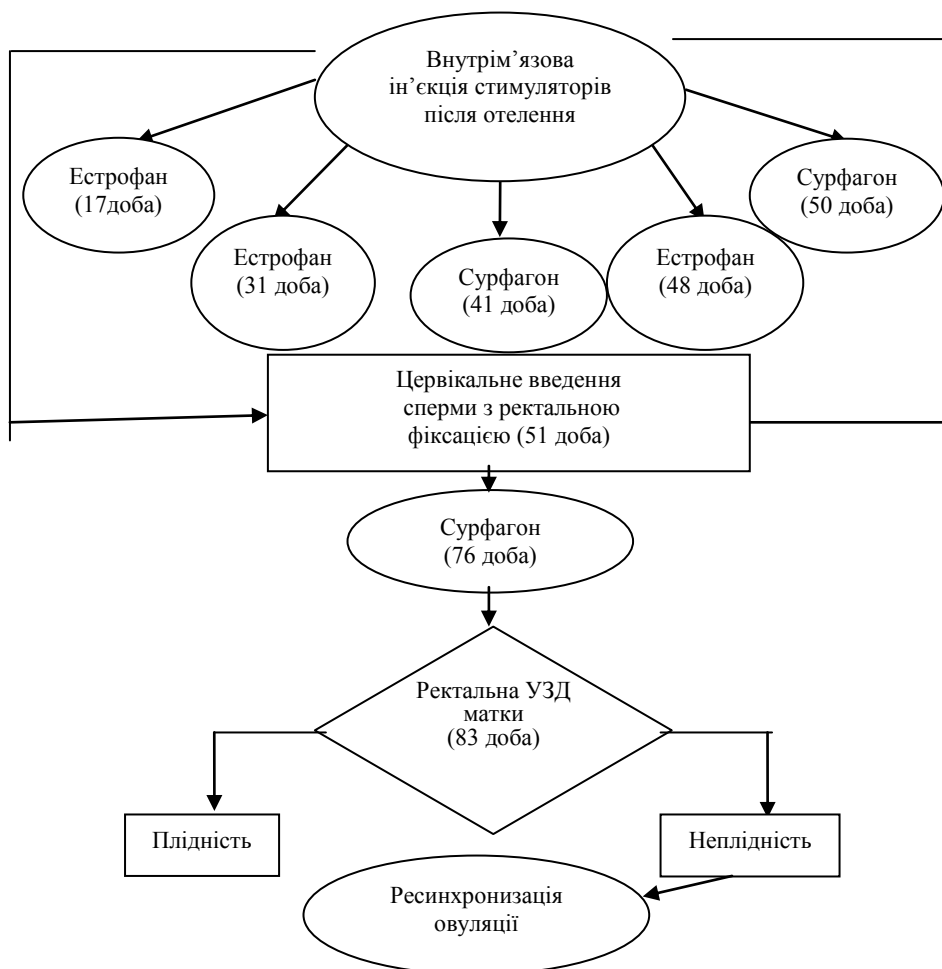 Внутрім’язова
ін’єкція стимуляторів
після отелення
Естрофан
(17доба)
Естрофан
(31 доба)
Сурфагон
(41 доба)
Естрофан
(48 доба)
Сурфагон
(50 доба)
Цервікальне введення
сперми з ректальною
фіксацією (51 доба)
Сурфагон
(76 доба)
Ректальна УЗД
матки
(83 доба)
Плідність
Неплідність
Ресинхронизація
овуляції